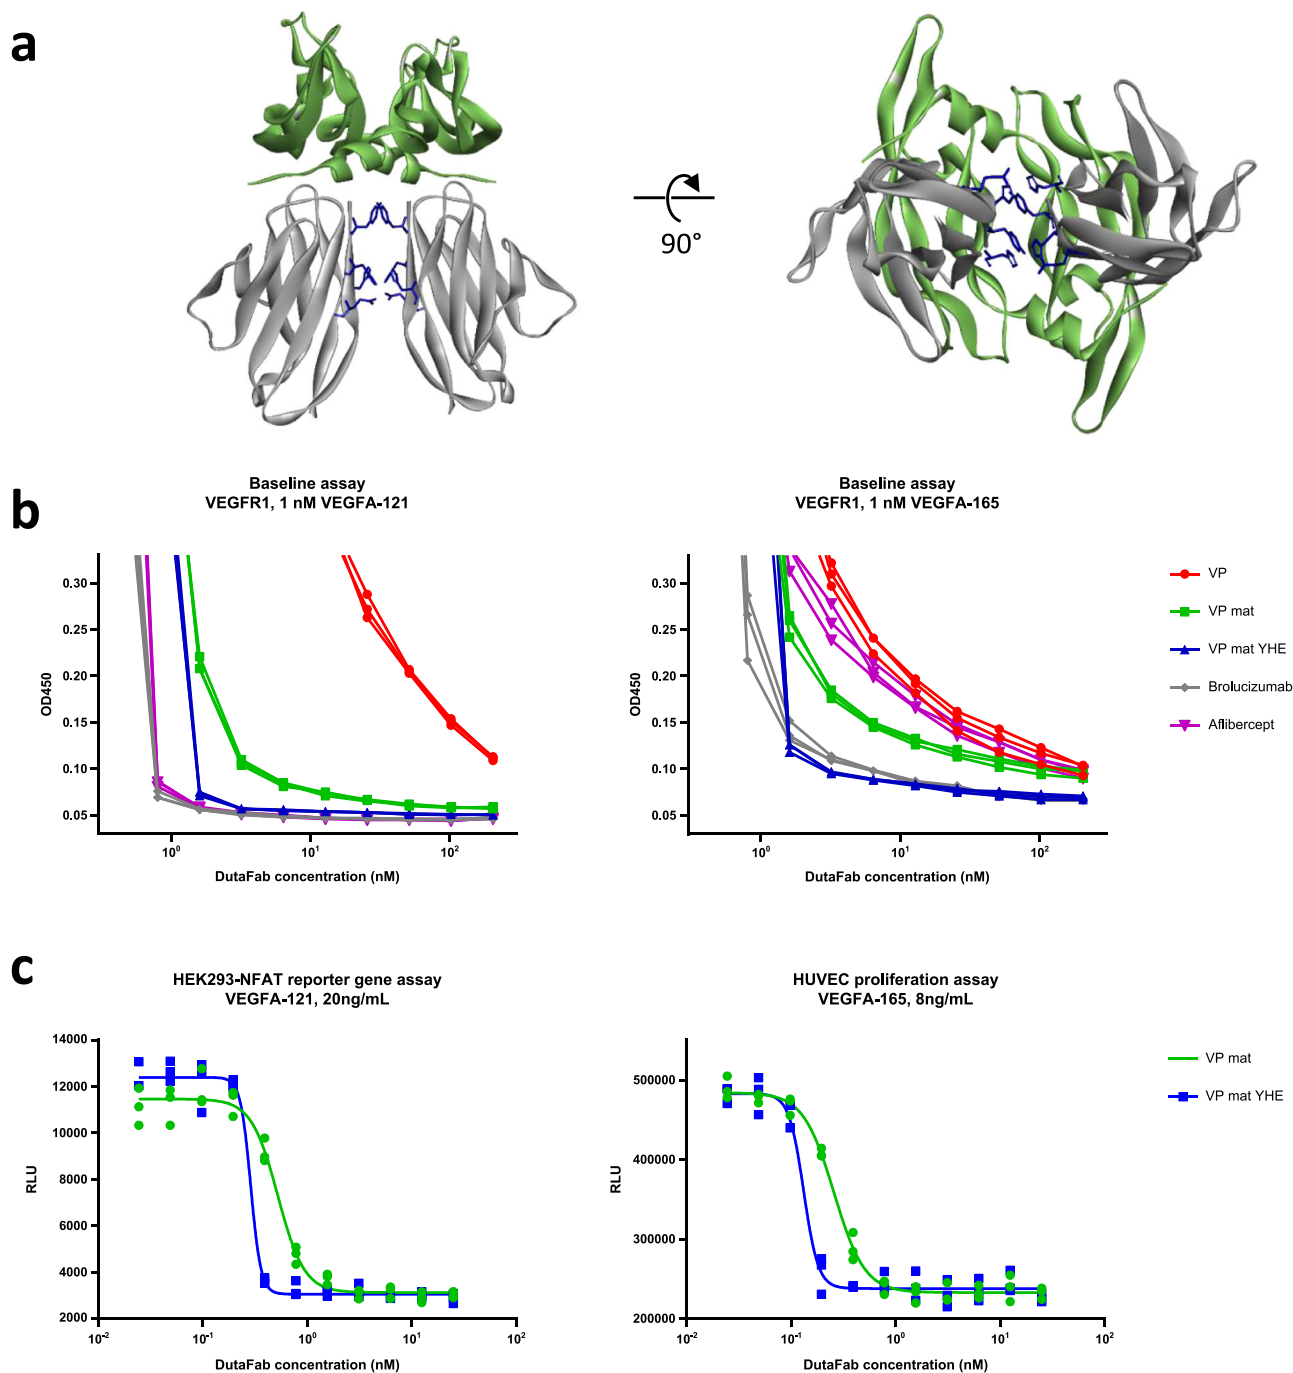 a
90°
b
Baseline assay
VEGFR1, 1 nM VEGFA-121
OD450
0.30
0.25
0.20
0.15
0.10
0.05
10⁰
10¹
10²
DutaFab concentration (nM)
Baseline assay
VEGFR1, 1 nM VEGFA-165
OD450
0.30
0.25
0.20
0.15
0.10
0.05
10⁰
10¹
10²
DutaFab concentration (nM)
VP
VP mat
VP mat YHE
Brolucizumab
Aflibercept
c
HEK293-NFAT reporter gene assay
VEGFA-121, 20ng/mL
RLU
14000
12000
10000
8000
6000
4000
2000
10⁻²
10⁻¹
10⁰
10¹
10²
DutaFab concentration (nM)
HUVEC proliferation assay
VEGFA-165, 8ng/mL
RLU
500000
400000
300000
200000
10⁻²
10⁻¹
10⁰
10¹
10²
DutaFab concentration (nM)
VP mat
VP mat YHE